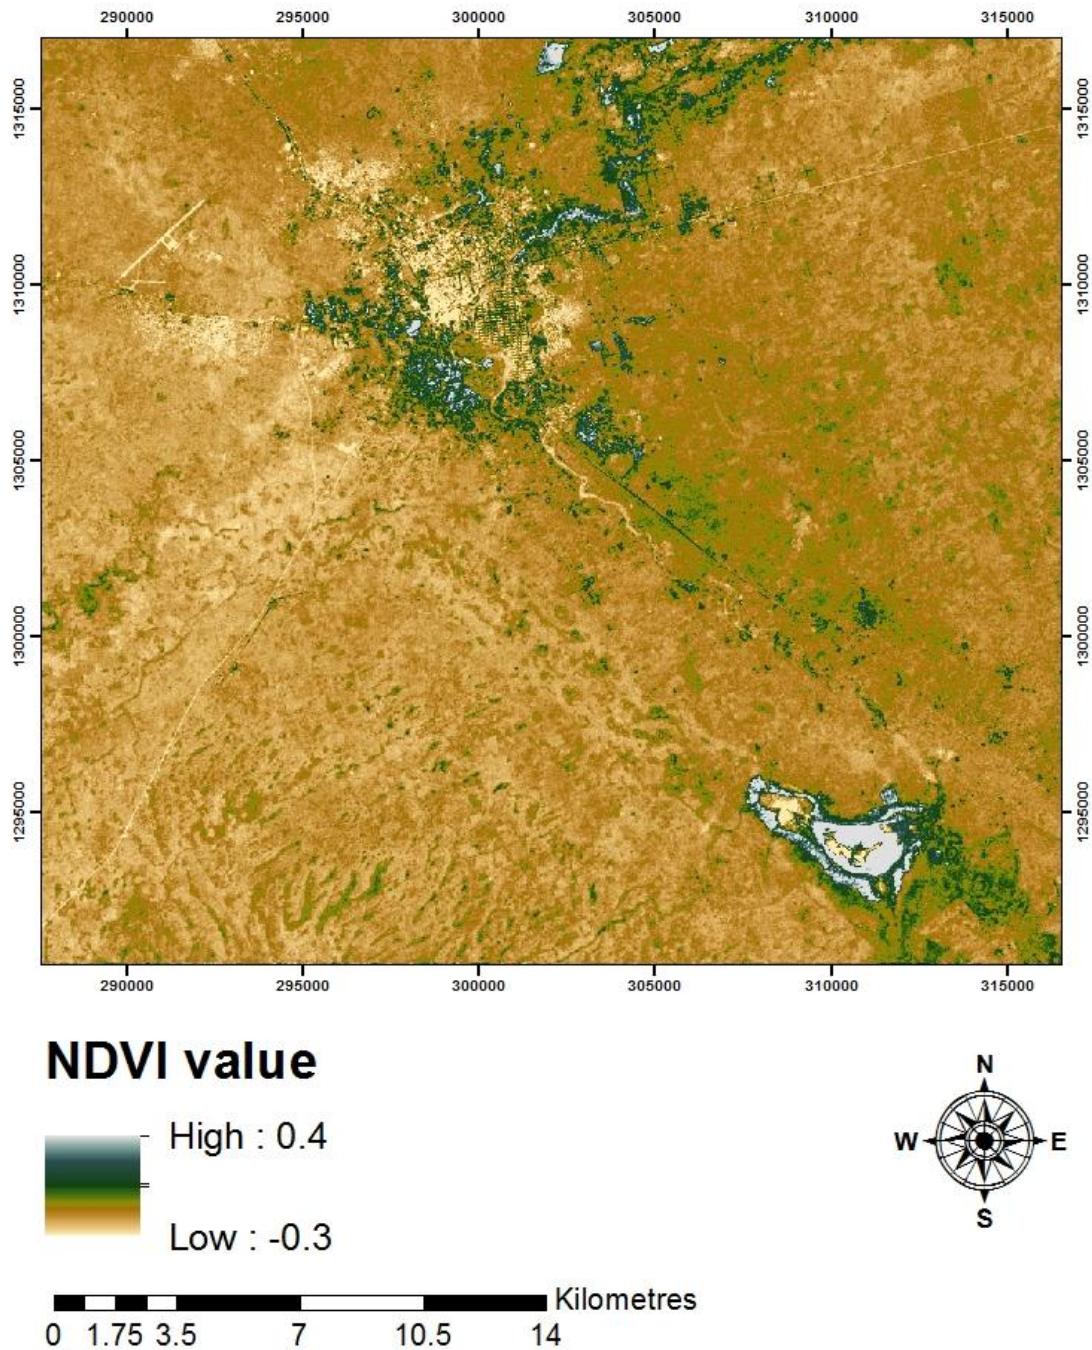 290000 295000 300000 305000 310000 315000
1315000 1315000
1310000 1310000
1305000 1305000
1300000 1300000
1295000 1295000
290000 295000 300000 305000 310000 315000
NDVI value
High : 0.4
Low : -0.3
N
W E
S
Kilometres
0 1.75 3.5 7 10.5 14